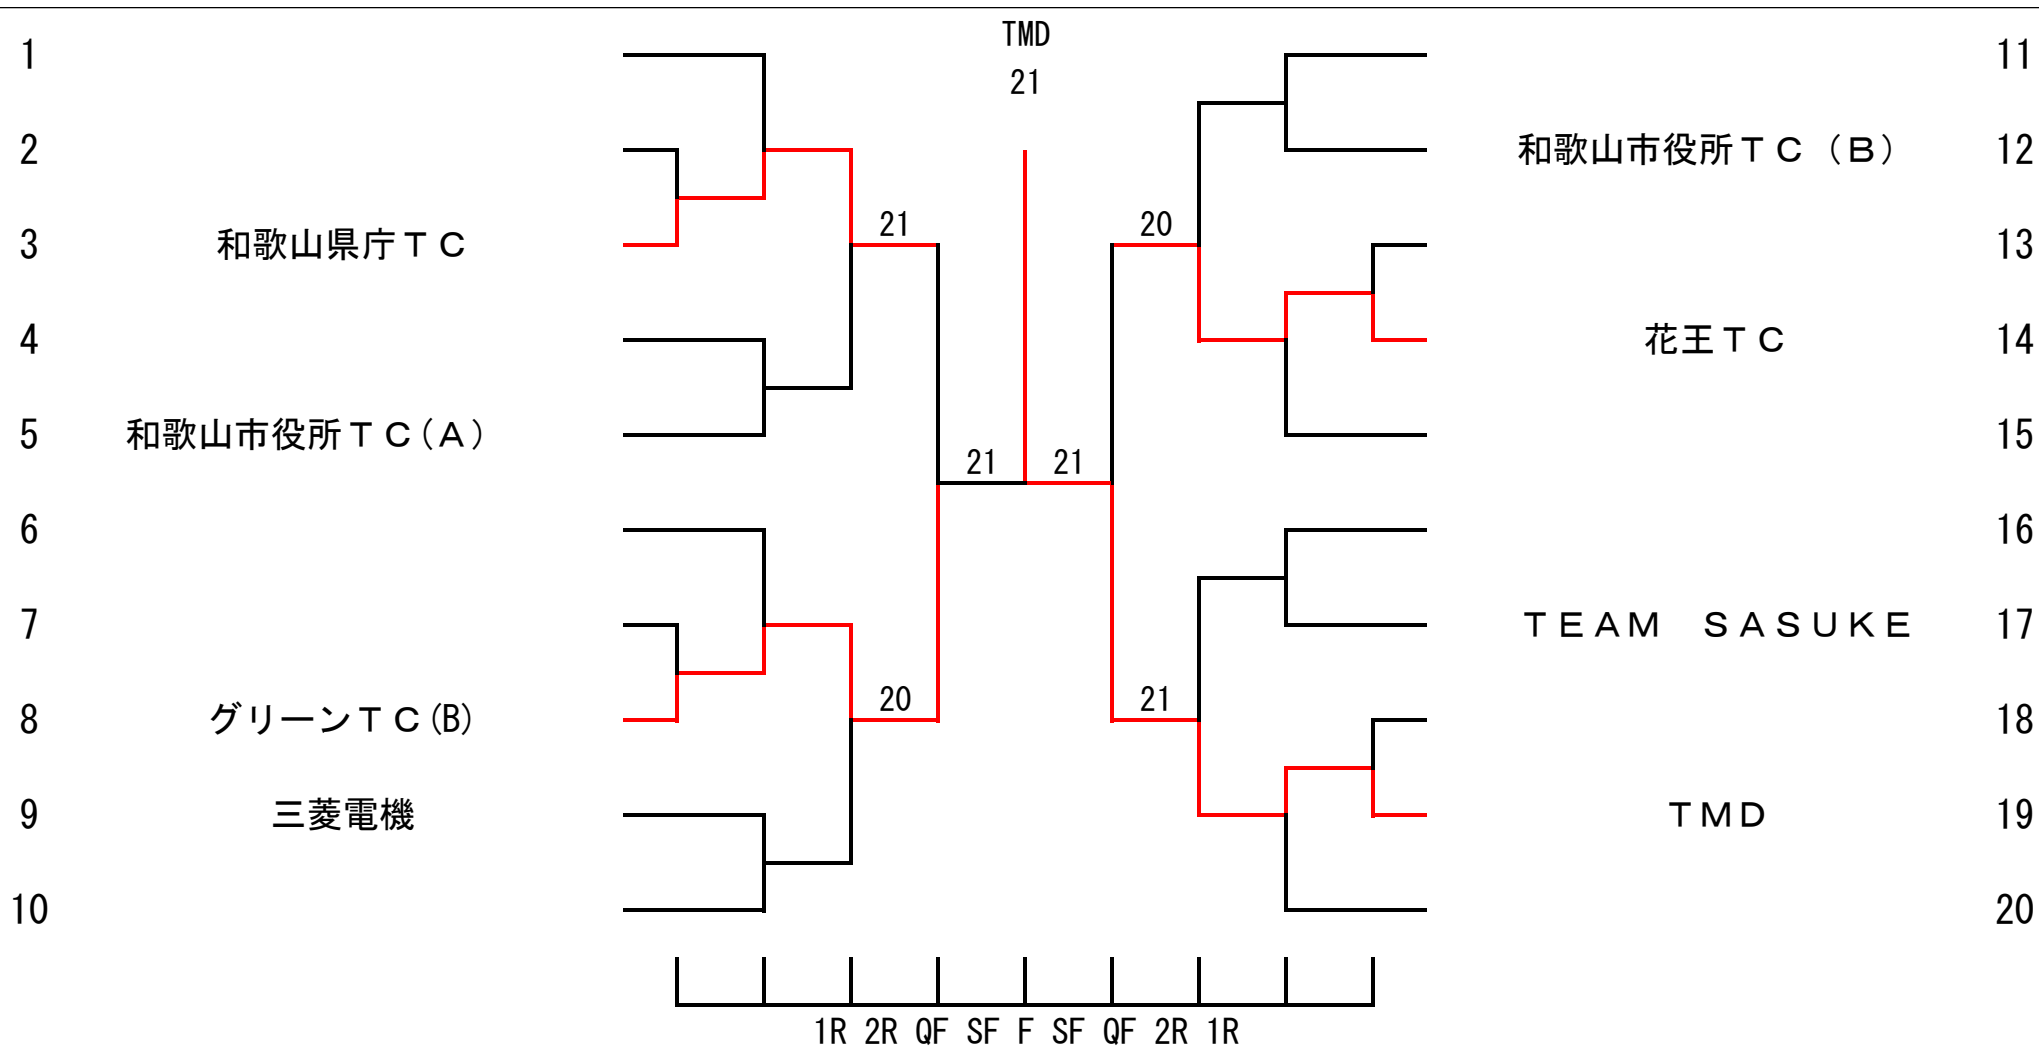 TMD
1
11
21
2
和歌山市役所ＴＣ（Ｂ） 12
21
20
3 和歌山県庁ＴＣ
13
4
花王ＴＣ 14
5 和歌山市役所ＴＣ(Ａ)
15
21 21
6
16
7
ＴＥＡＭ　ＳＡＳＵＫＥ 17
20
21
8 グリーンＴＣ(B)
18
9 三菱電機
ＴＭＤ 19
10
20
1R 2R QF SF F SF QF 2R 1R